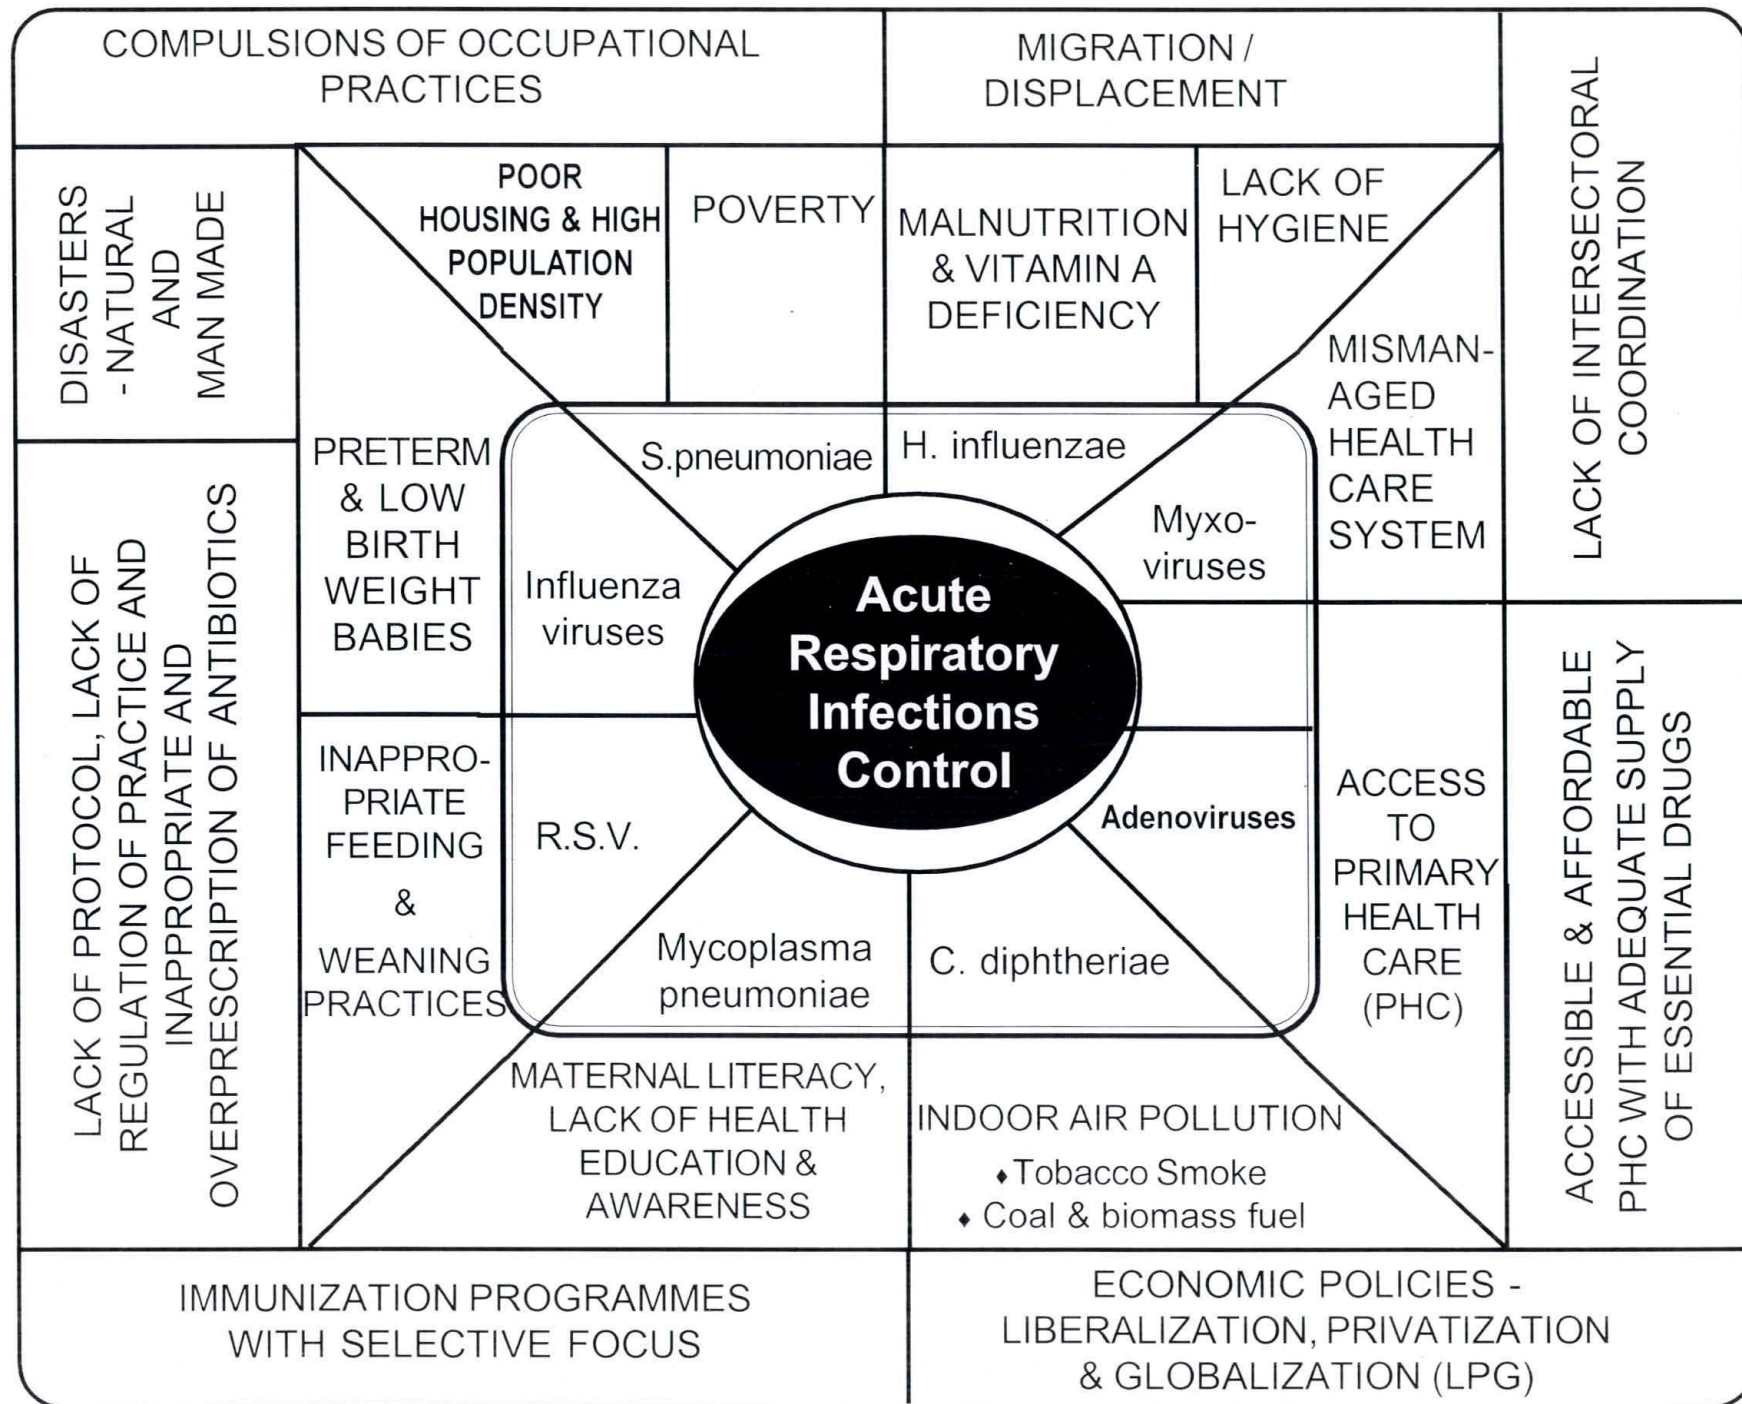 COMPULSIONS OF OCCUPATIONAL
PRACTICES
MIGRATION /
DISPLACEMENT
LACK OF INTERSECTORAL
COORDINATION
DISASTERS
- NATURAL
AND
MAN MADE
POOR
HOUSING & HIGH
POPULATION
DENSITY
POVERTY
MALNUTRITION
& VITAMIN A
DEFICIENCY
LACK OF
HYGIENE
MISMAN-
AGED
HEALTH
CARE
SYSTEM
PRETERM
& LOW
BIRTH
WEIGHT
BABIES
S.pneumoniae
H. influenzae
Myxo-
viruses
Influenza
viruses
Acute
Respiratory
Infections
Control
LACK OF PROTOCOL, LACK OF
REGULATION OF PRACTICE AND
INAPPROPRIATE AND
OVERPRESCRIPTION OF ANTIBIOTICS
INAPPRO-
PRIATE
FEEDING
&
WEANING
PRACTICES
R.S.V.
Adenoviruses
Mycoplasma
pneumoniae
C. diphtheriae
ACCESS
TO
PRIMARY
HEALTH
CARE
(PHC)
ACCESSIBLE & AFFORDABLE
PHC WITH ADEQUATE SUPPLY
OF ESSENTIAL DRUGS
MATERNAL LITERACY,
LACK OF HEALTH
EDUCATION &
AWARENESS
INDOOR AIR POLLUTION
♦ Tobacco Smoke
♦ Coal & biomass fuel
IMMUNIZATION PROGRAMMES
WITH SELECTIVE FOCUS
ECONOMIC POLICIES -
LIBERALIZATION, PRIVATIZATION
& GLOBALIZATION (LPG)